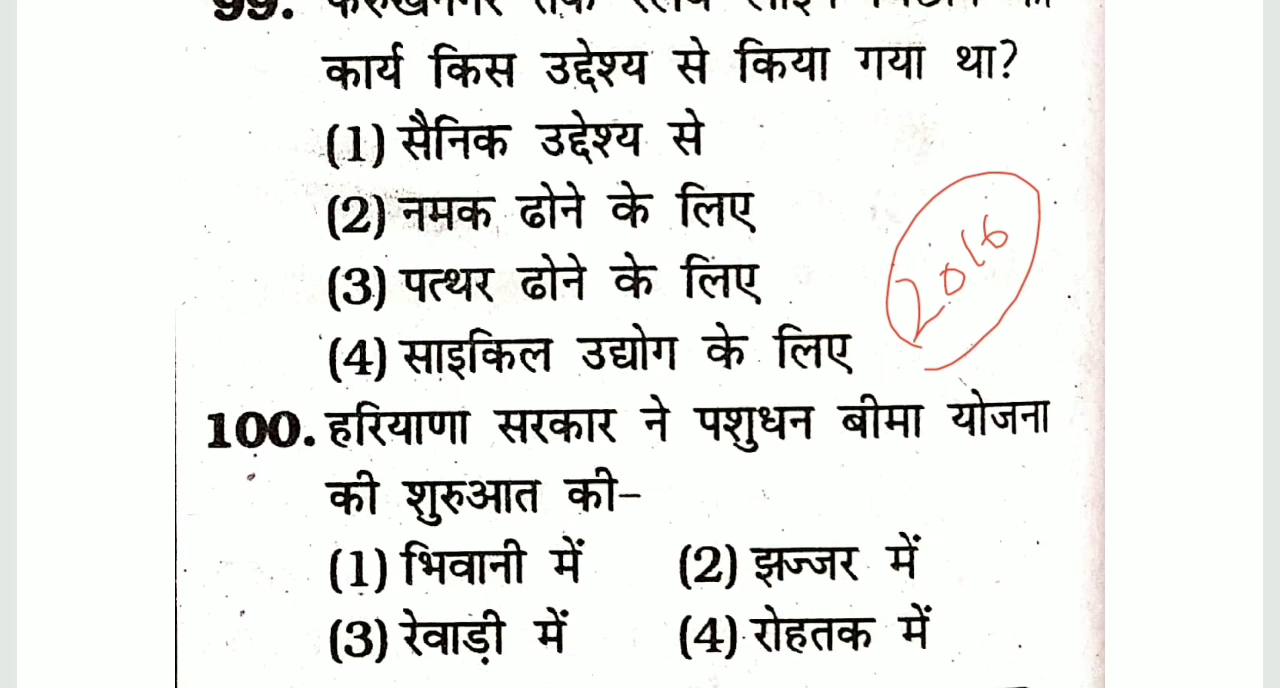 99.
कार्य किस उद्देश्य से किया गया था?
(1) सैनिक उद्देश्य से
(2) नमक ढोने के लिए
(3) पत्थर ढोने के लिए
(4) साइकिल उद्योग के लिए
2016
100. हरियाणा सरकार ने पशुधन बीमा योजना
की शुरुआत की-
(1) भिवानी में (2) झज्जर में
(3) रेवाड़ी में (4) रोहतक में